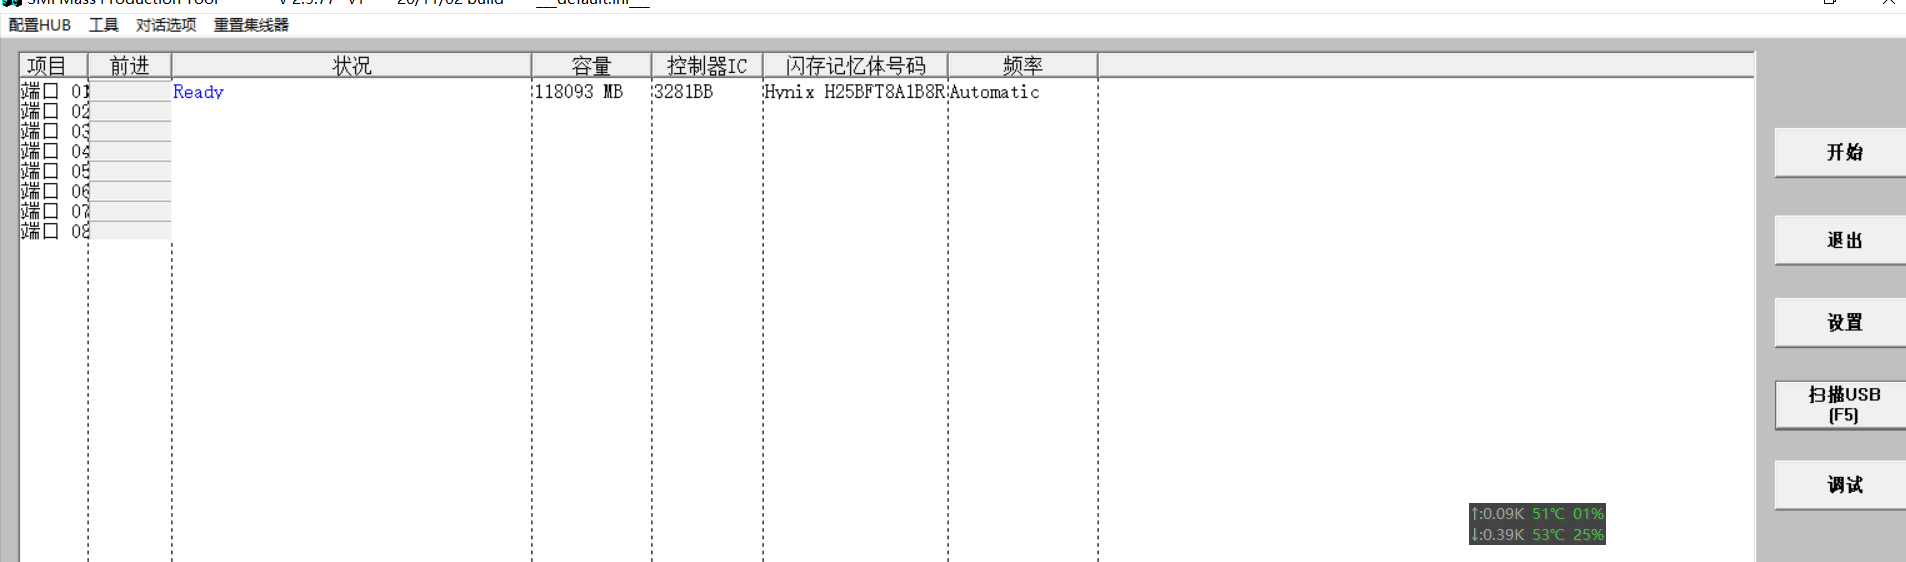 SMI Mass Production Tool V 2.5.77 V1 20/11/02 build ___default.ini___
配置HUB 工具 对话选项 重置集线器
项目 前进 状况 容量 控制器IC 闪存记忆体号码 频率
端口 01 Ready 118093 MB 3281BB Hynix H25BFT8A1B8R Automatic
端口 02
端口 03
端口 04
端口 05
端口 06
端口 07
端口 08
开始
退出
设置
扫描USB
(F5)
调试
↑:0.09K 51℃ 01%
↓:0.39K 53℃ 25%